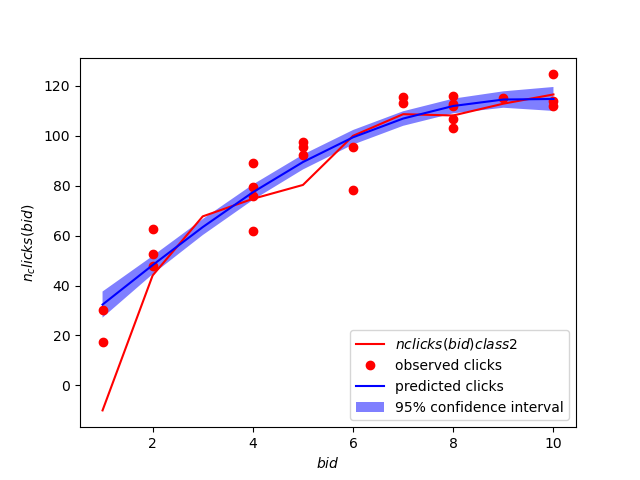 120
100
80
60
40
20
0
n_clicks(bid)
2
4
6
8
10
bid
nclicks(bid)class2
observed clicks
predicted clicks
95% confidence interval